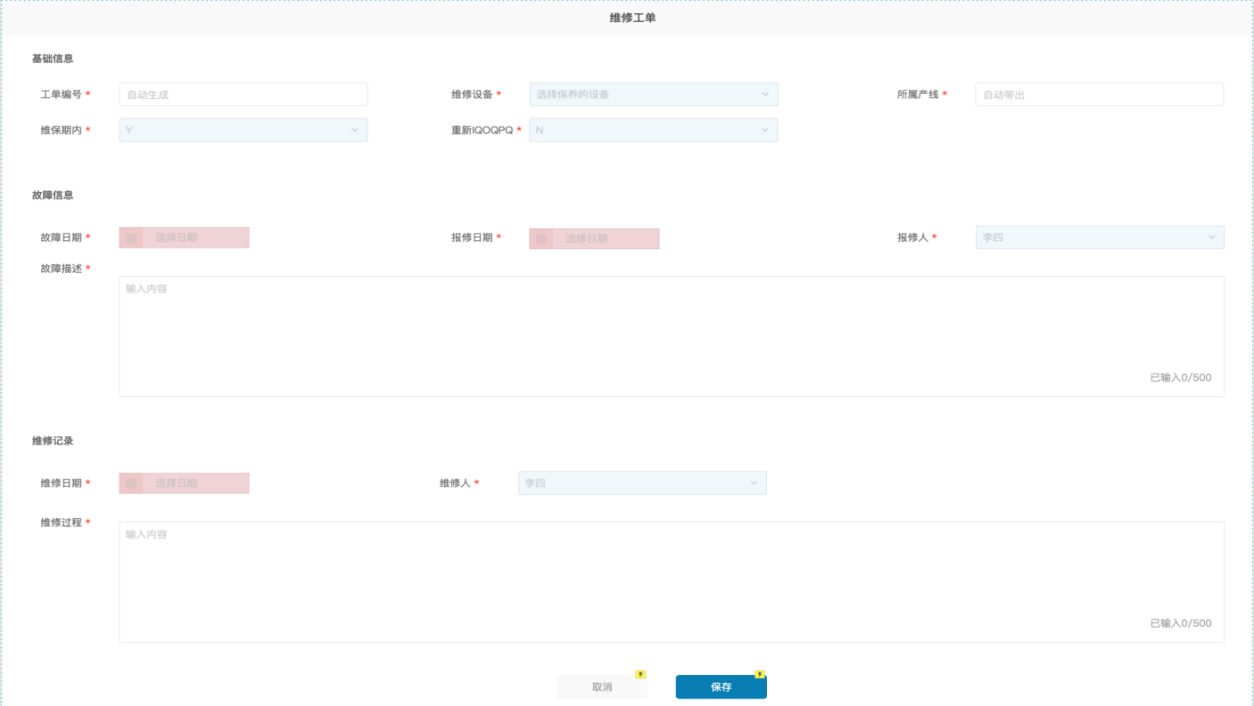 维修工单
基础信息
工单编号 * 自动生成 维修设备 * 选择保养的设备 所属产线 * 自动带出
维保期内 * Y 重新IQOQPQ * N
故障信息
故障日期 * 选择日期 报修日期 * 选择日期 报修人 * 李四
故障描述 *
输入内容
已输入0/500
维修记录
维修日期 * 选择日期 维修人 * 李四
维修过程 *
输入内容
已输入0/500
取消 保存